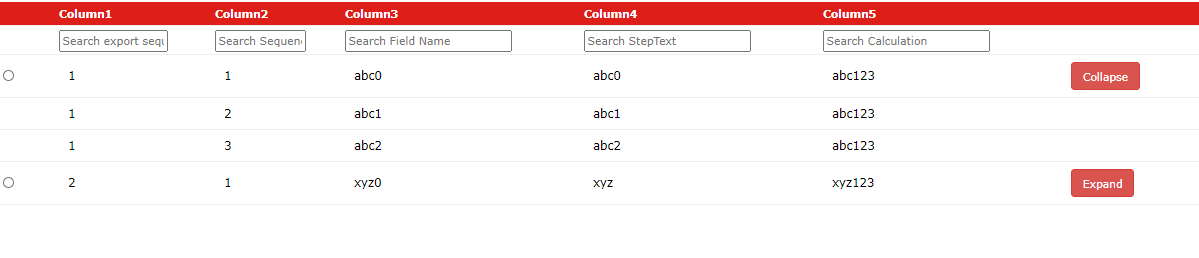 Column1 Column2 Column3 Column4 Column5
Search export sequ Search Sequen Search Field Name Search StepText Search Calculation
1 1 abc0 abc0 abc123 Collapse
1 2 abc1 abc1 abc123
1 3 abc2 abc2 abc123
2 1 xyz0 xyz xyz123 Expand